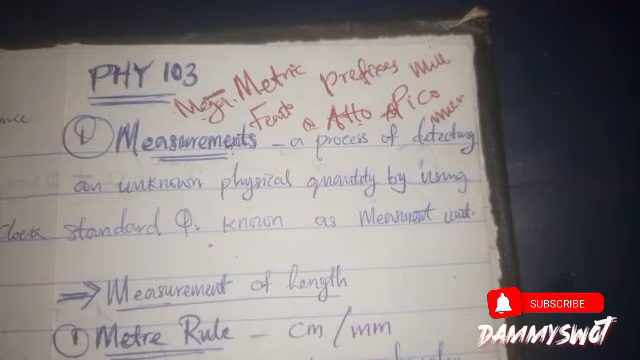 PHY 103
Mega. Metric prefixes
Femto @ Atto Pico
① Measurements - a process of detecting
an unknown physical quantity by using
standard Q. known as Measurement unit.
⇒ Measurement of Length
① Metre Rule - cm/mm
SUBSCRIBE
DAMMYSWOT